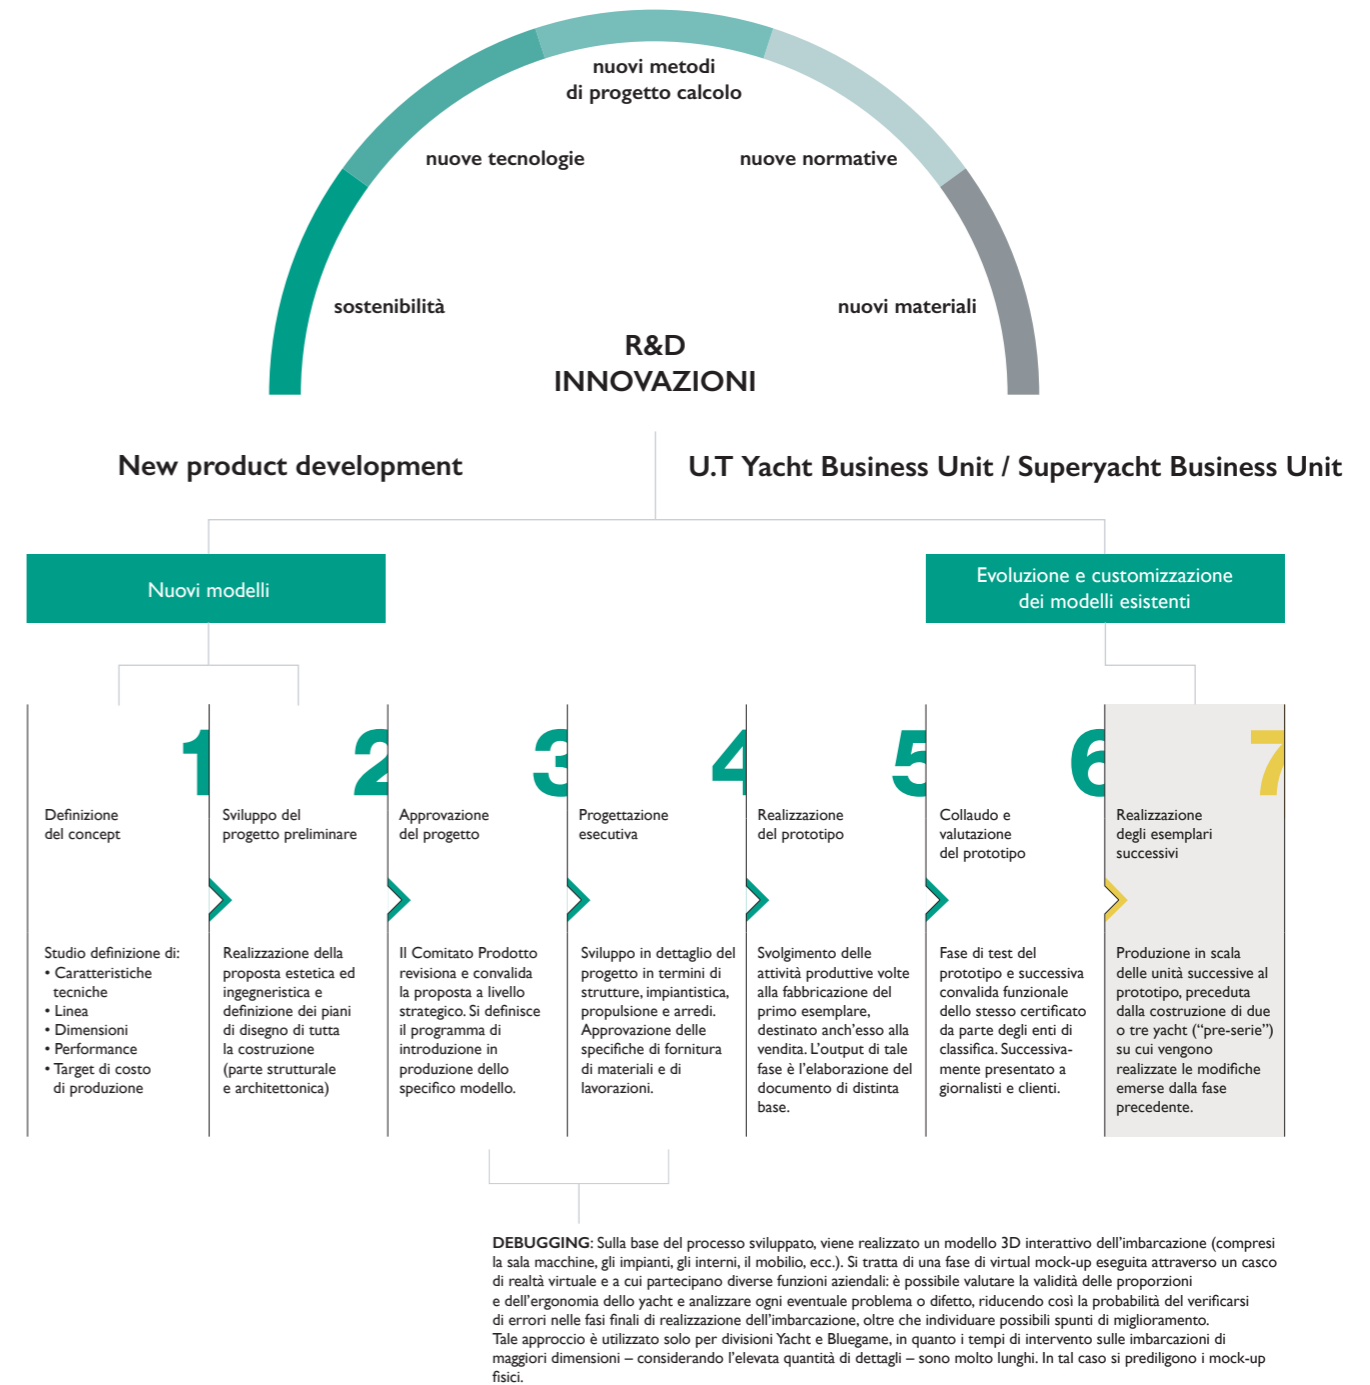 nuovi metodi
di progetto calcolo
nuove tecnologie
nuove normative
sostenibilità
nuovi materiali
R&D
INNOVAZIONI
New product development
U.T Yacht Business Unit / Superyacht Business Unit
Nuovi modelli
Evoluzione e customizzazione
dei modelli esistenti
1
Definizione
del concept
Studio definizione di:
• Caratteristiche
tecniche
• Linea
• Dimensioni
• Performance
• Target di costo
di produzione
2
Sviluppo del
progetto preliminare
Realizzazione della
proposta estetica ed
ingegneristica e
definizione dei piani
di disegno di tutta
la costruzione
(parte strutturale
e architettonica)
3
Approvazione
del progetto
Il Comitato Prodotto
revisiona e convalida
la proposta a livello
strategico. Si definisce
il programma di
introduzione in
produzione dello
specifico modello.
4
Progettazione
esecutiva
Sviluppo in dettaglio del
progetto in termini di
strutture, impiantistica,
propulsione e arredi.
Approvazione delle
specifiche di fornitura
di materiali e di
lavorazioni.
5
Realizzazione
del prototipo
Svolgimento delle
attività produttive volte
alla fabbricazione del
primo esemplare,
destinato anch'esso alla
vendita. L'output di tale
fase è l'elaborazione del
documento di distinta
base.
6
Collaudo e
valutazione
del prototipo
Fase di test del
prototipo e successiva
convalida funzionale
dello stesso certificato
da parte degli enti di
classifica. Successiva-
mente presentato a
giornalisti e clienti.
7
Realizzazione
degli esemplari
successivi
Produzione in scala
delle unità successive al
prototipo, preceduta
dalla costruzione di due
o tre yacht (“pre-serie”)
su cui vengono
realizzate le modifiche
emerse dalla fase
precedente.
DEBUGGING: Sulla base del processo sviluppato, viene realizzato un modello 3D interattivo dell'imbarcazione (compresi
la sala macchine, gli impianti, gli interni, il mobilio, ecc.). Si tratta di una fase di virtual mock-up eseguita attraverso un casco
di realtà virtuale e a cui partecipano diverse funzioni aziendali: è possibile valutare la validità delle proporzioni
e dell'ergonomia dello yacht e analizzare ogni eventuale problema o difetto, riducendo così la probabilità del verificarsi
di errori nelle fasi finali di realizzazione dell'imbarcazione, oltre che individuare possibili spunti di miglioramento.
Tale approccio è utilizzato solo per divisioni Yacht e Bluegame, in quanto i tempi di intervento sulle imbarcazioni di
maggiori dimensioni – considerando l'elevata quantità di dettagli – sono molto lunghi. In tal caso si prediligono i mock-up
fisici.